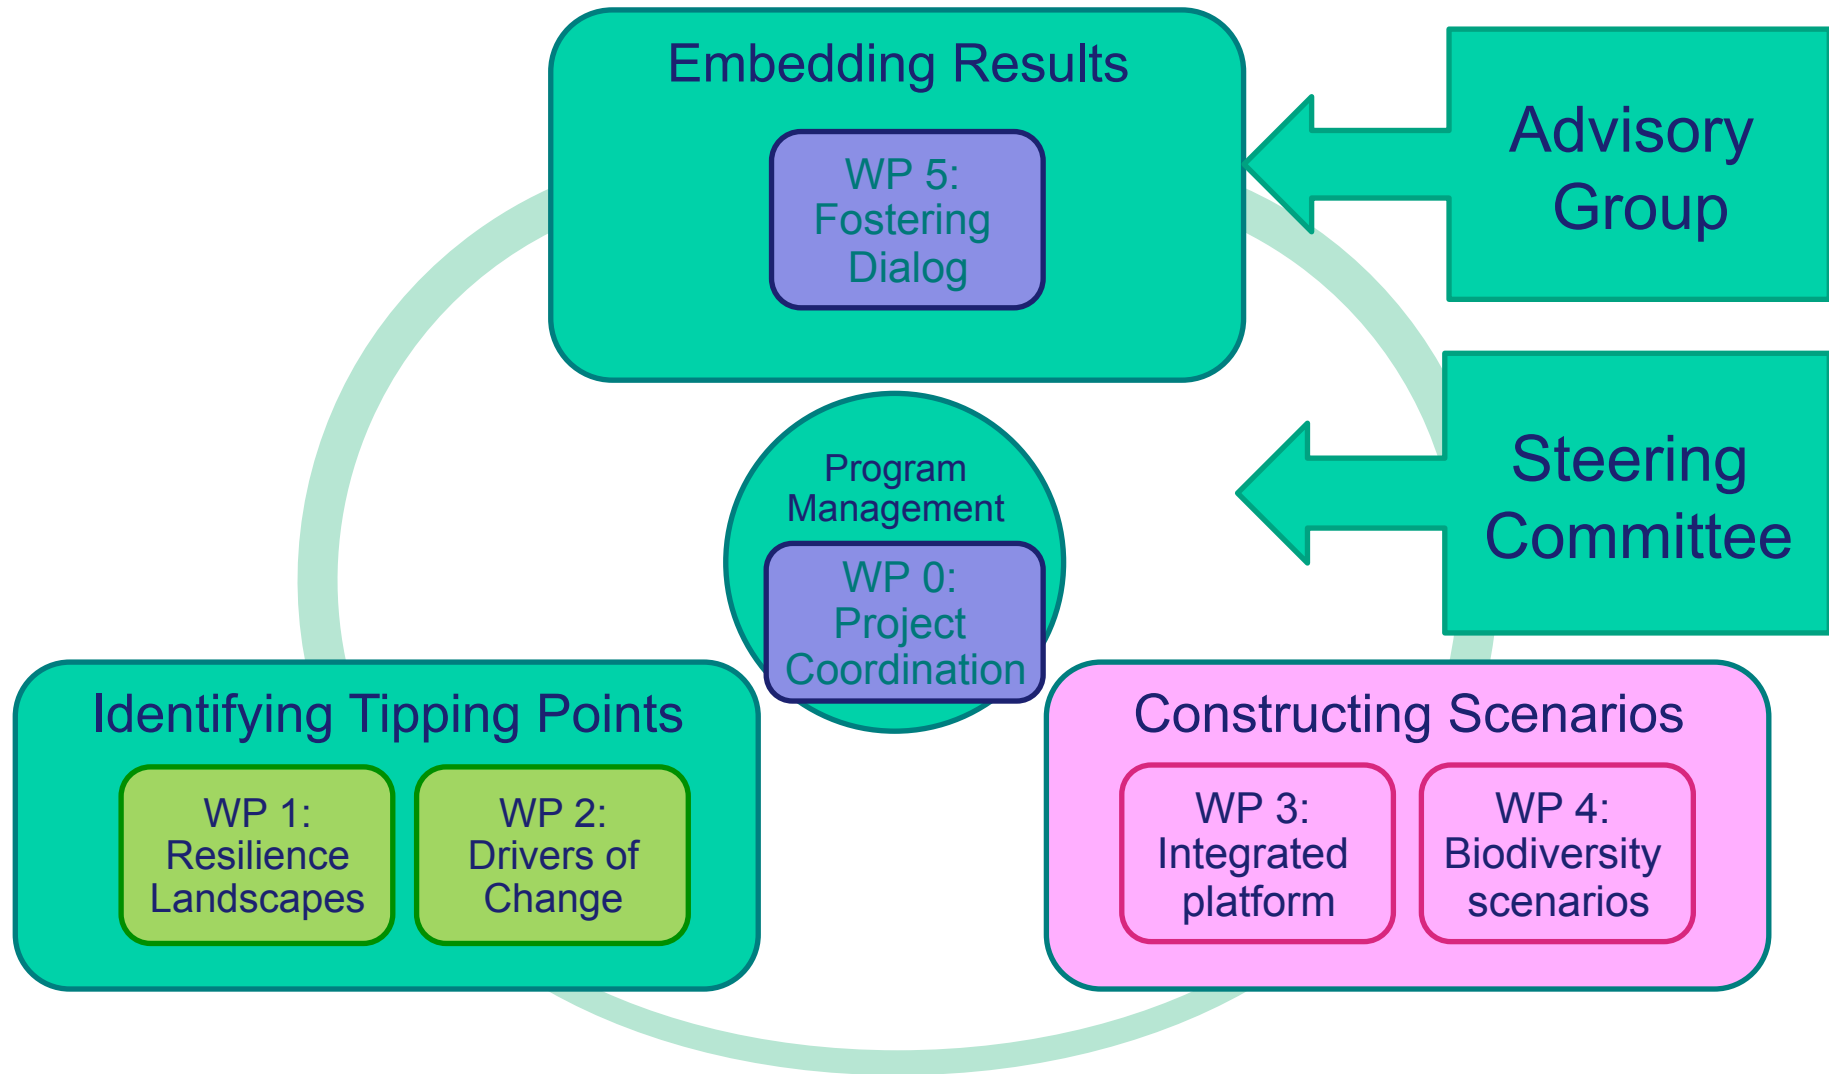 Embedding Results
WP 5:
Fostering
Dialog
Advisory
Group
Program
Management
WP 0:
Project
Coordination
Steering
Committee
Identifying Tipping Points
WP 1:
Resilience
Landscapes
WP 2:
Drivers of
Change
Constructing Scenarios
WP 3:
Integrated
platform
WP 4:
Biodiversity
scenarios